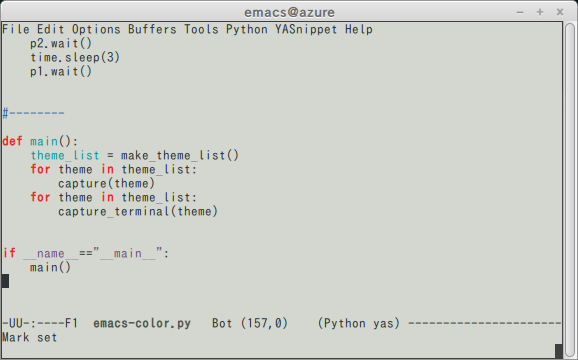 emacs@azure
File Edit Options Buffers Tools Python YASnippet Help
    p2.wait()
    time.sleep(3)
    p1.wait()
#--------
def main():
    theme_list = make_theme_list()
    for theme in theme_list:
        capture(theme)
    for theme in theme_list:
        capture_terminal(theme)
if __name__=="__main__":
    main()
-UU-:----F1  emacs-color.py   Bot (157,0)    (Python yas) ----------------------
Mark set